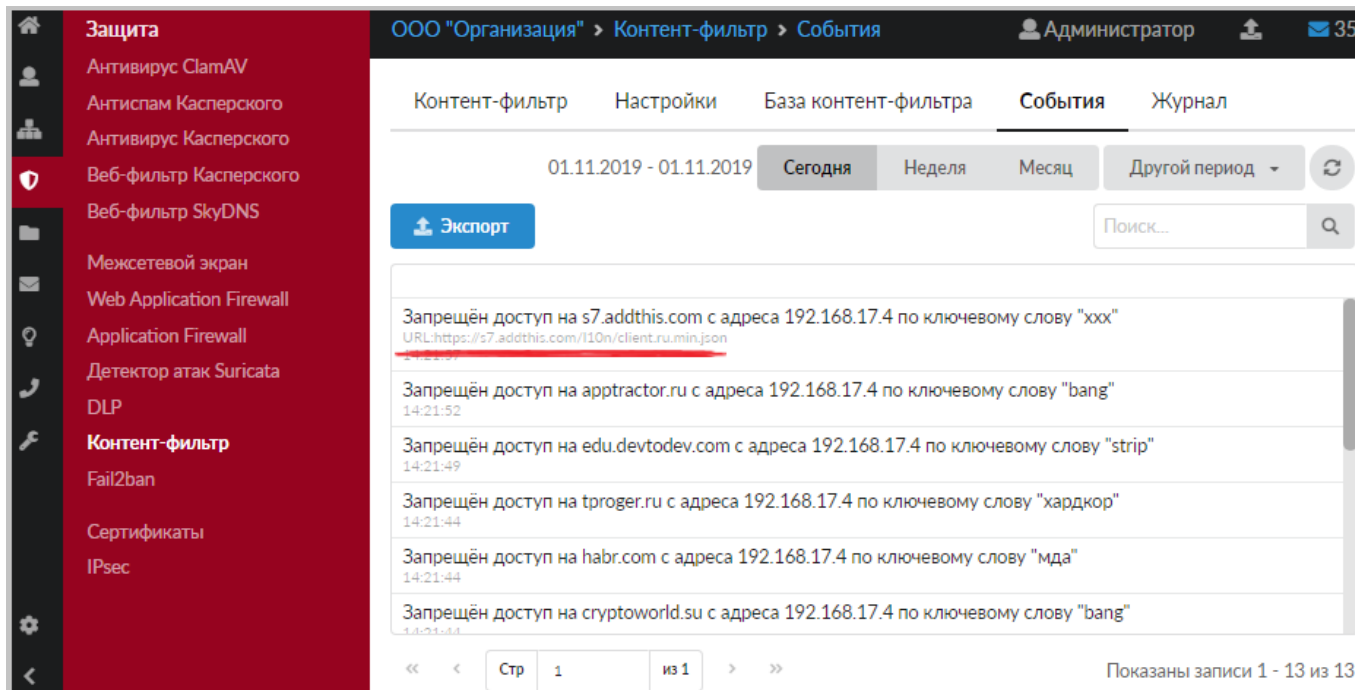 Защита
Антивирус ClamAV
Антиспам Касперского
Антивирус Касперского
Веб-фильтр Касперского
Веб-фильтр SkyDNS
Межсетевой экран
Web Application Firewall
Application Firewall
Детектор атак Suricata
DLP
Контент-фильтр
Fail2ban
Сертификаты
IPsec
ООО "Организация" > Контент-фильтр > События Администратор 35
Контент-фильтр Настройки База контент-фильтра События Журнал
01.11.2019 - 01.11.2019 Сегодня Неделя Месяц Другой период
Экспорт Поиск...
Запрещён доступ на s7.addthis.com с адреса 192.168.17.4 по ключевому слову "xxx"
URL:https://s7.addthis.com/l10n/client.ru.min.json
Запрещён доступ на apptractor.ru с адреса 192.168.17.4 по ключевому слову "bang"
14:21:52
Запрещён доступ на edu.devtodev.com с адреса 192.168.17.4 по ключевому слову "strip"
14:21:49
Запрещён доступ на tproger.ru с адреса 192.168.17.4 по ключевому слову "хардкор"
14:21:44
Запрещён доступ на habr.com с адреса 192.168.17.4 по ключевому слову "мда"
14:21:44
Запрещён доступ на cryptoworld.su с адреса 192.168.17.4 по ключевому слову "bang"
14:21:44
« < Стр 1 из 1 > » Показаны записи 1 - 13 из 13